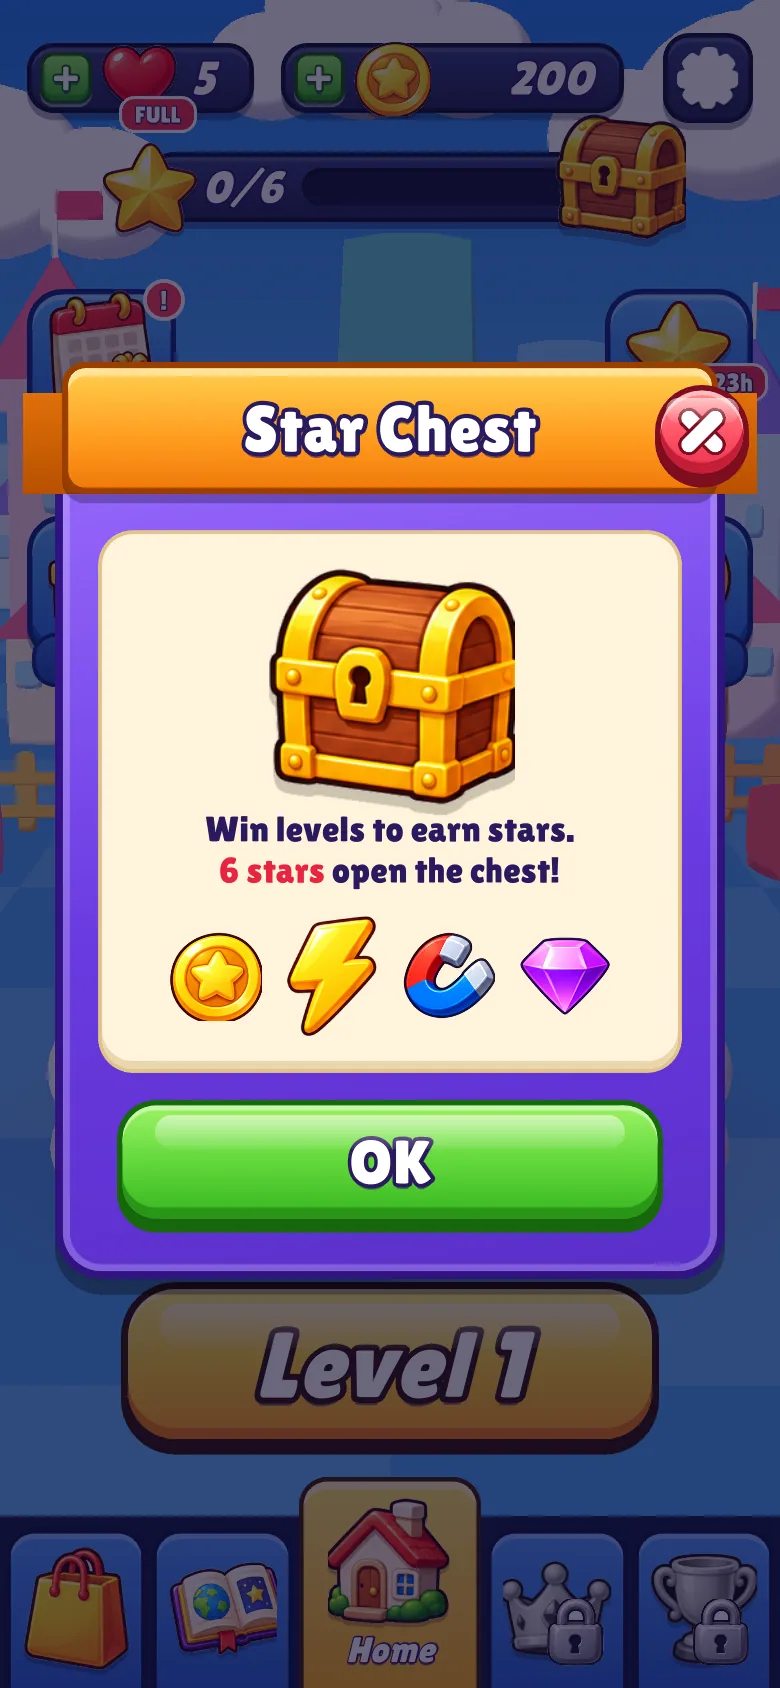 5
200
FULL
0/6
!
23h
Star Chest
Win levels to earn stars.
6 stars open the chest!
OK
Level 1
Home